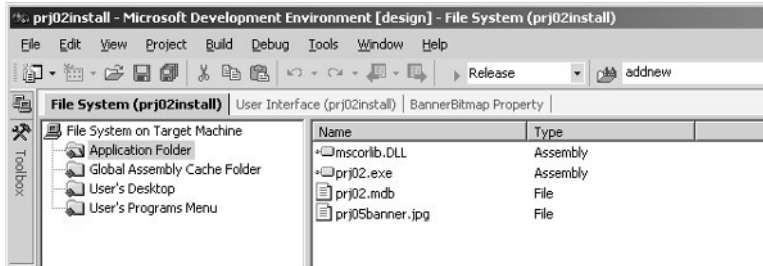 prj02install - Microsoft Development Environment [design] - File System (prj02install)
File Edit View Project Build Debug Tools Window Help
Release addnew
File System (prj02install) User Interface (prj02install) BannerBitmap Property
Toolbox
File System on Target Machine
Application Folder
Global Assembly Cache Folder
User's Desktop
User's Programs Menu
Name Type
mscorlib.DLL Assembly
prj02.exe Assembly
prj02.mdb File
prj05banner.jpg File